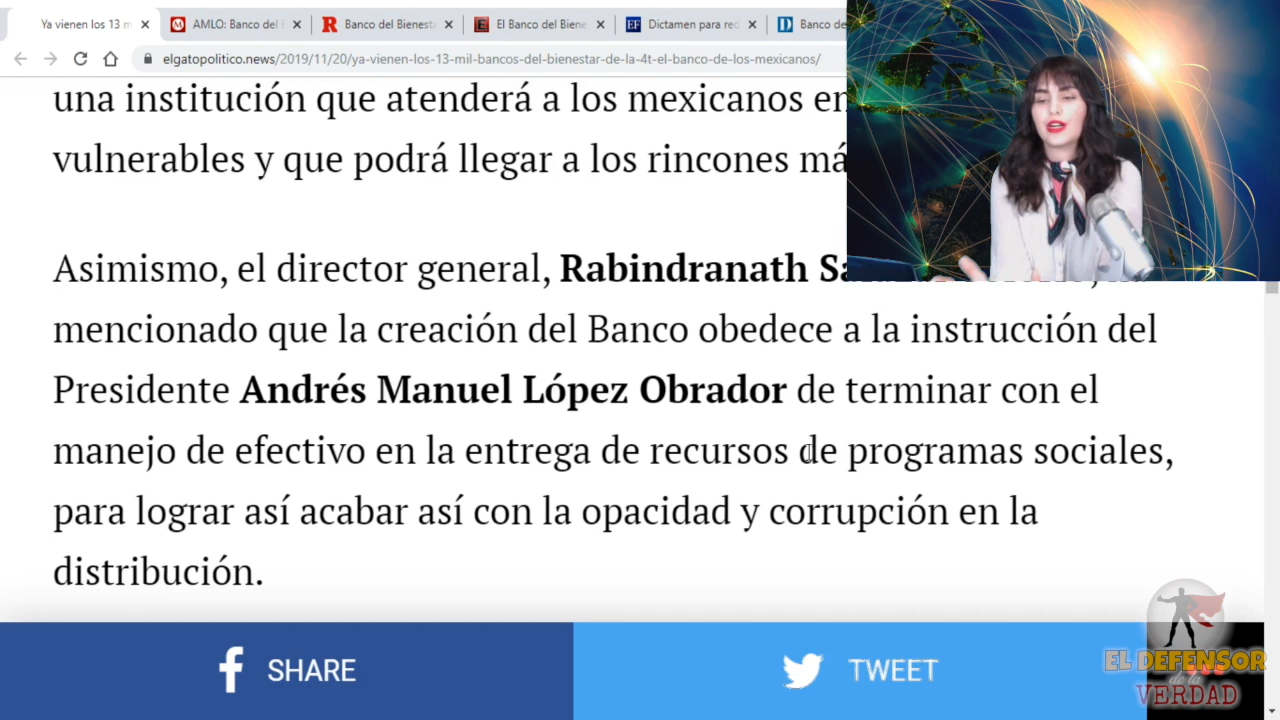 Ya vienen los 13 m
AMLO: Banco del
Banco del Bienest
El Banco del Biene
Dictamen para re
Banco de
elgatopolitico.news/2019/11/20/ya-vienen-los-13-mil-bancos-del-bienestar-de-la-4t-el-banco-de-los-mexicanos/
una institución que atenderá a los mexicanos en
vulnerables y que podrá llegar a los rincones má
Asimismo, el director general, Rabindranath
mencionado que la creación del Banco obedece a la instrucción del
Presidente Andrés Manuel López Obrador de terminar con el
manejo de efectivo en la entrega de recursos de programas sociales,
para lograr así acabar así con la opacidad y corrupción en la
distribución.
SHARE
TWEET
EL DEFENSOR
de la
VERDAD